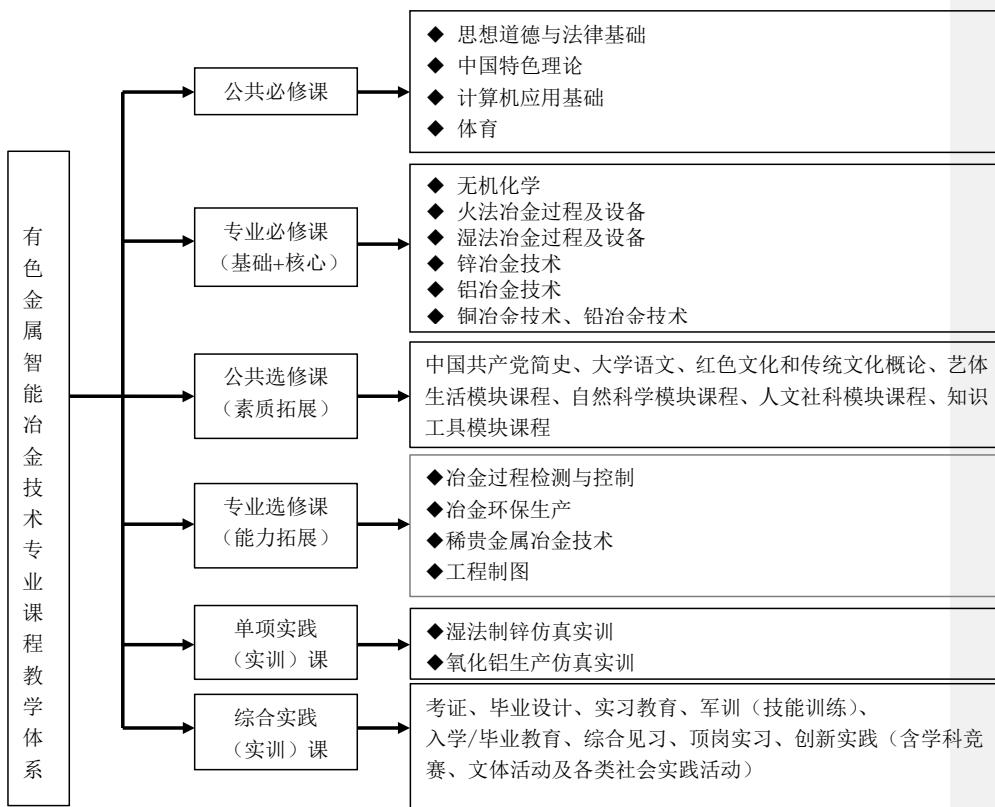 有色金属智能冶金技术专业课程教学体系
公共必修课
◆ 思想道德与法律基础
◆ 中国特色理论
◆ 计算机应用基础
◆ 体育
专业必修课
（基础+核心）
◆ 无机化学
◆ 火法冶金过程及设备
◆ 湿法冶金过程及设备
◆ 锌冶金技术
◆ 铝冶金技术
◆ 铜冶金技术、铅冶金技术
公共选修课
（素质拓展）
中国共产党简史、大学语文、红色文化和传统文化概论、艺体
生活模块课程、自然科学模块课程、人文社科模块课程、知识
工具模块课程
专业选修课
（能力拓展）
◆冶金过程检测与控制
◆冶金环保生产
◆稀贵金属冶金技术
◆工程制图
单项实践
（实训）课
◆湿法制锌仿真实训
◆氧化铝生产仿真实训
综合实践
（实训）课
考证、毕业设计、实习教育、军训（技能训练）、
入学/毕业教育、综合见习、顶岗实习、创新实践（含学科竞
赛、文体活动及各类社会实践活动）